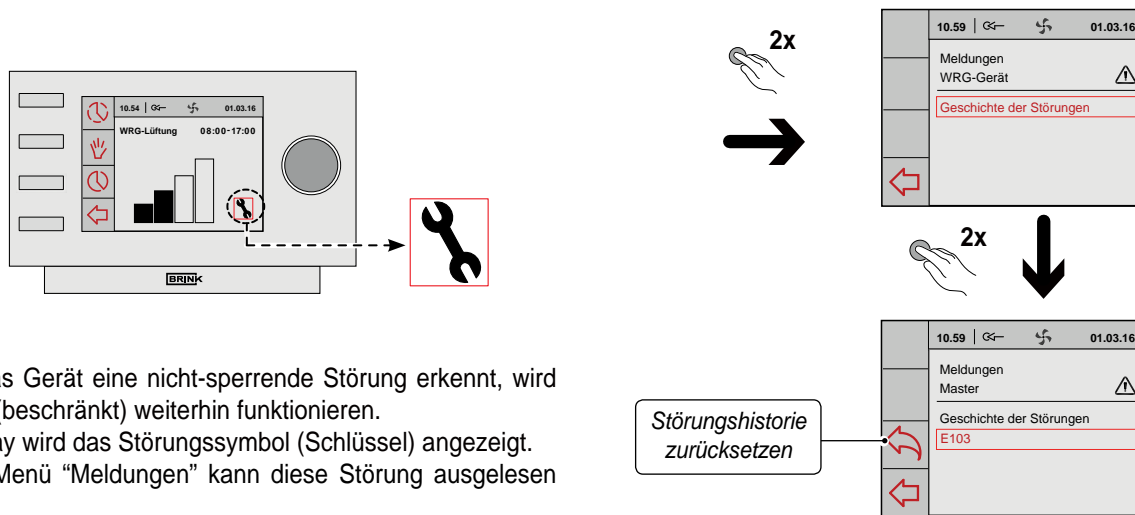 10.54
01.03.16
WRG-Lüftung 08:00-17:00
BRINK
Gerät eine nicht-sperrende Störung erkennt, wird
(beschränkt) weiterhin funktionieren.
wird das Störungssymbol (Schlüssel) angezeigt.
Menü “Meldungen” kann diese Störung ausgelesen
2x
10.59
01.03.16
Meldungen
WRG-Gerät
Geschichte der Störungen
2x
Störungshistorie
zurücksetzen
10.59
01.03.16
Meldungen
Master
Geschichte der Störungen
E103